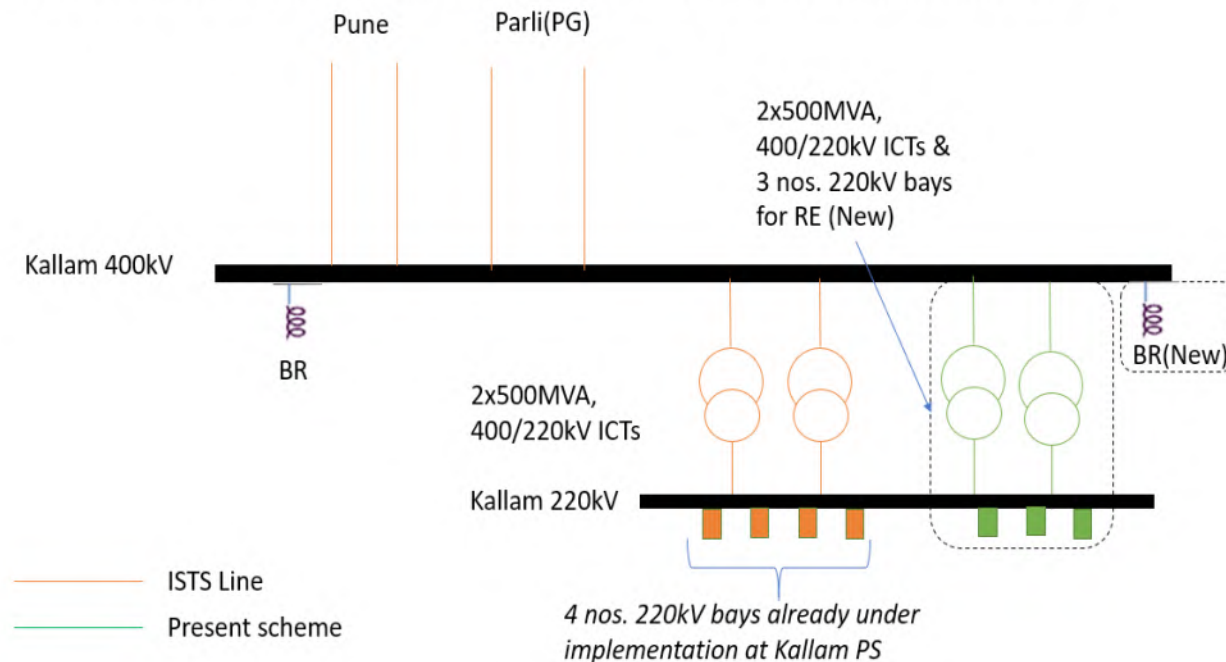 Pune
Parli(PG)
2x500MVA,
400/220kV ICTs &
3 nos. 220kV bays
for RE (New)
Kallam 400kV
BR
BR(New)
2x500MVA,
400/220kV ICTs
Kallam 220kV
ISTS Line
Present scheme
4 nos. 220kV bays already under
implementation at Kallam PS